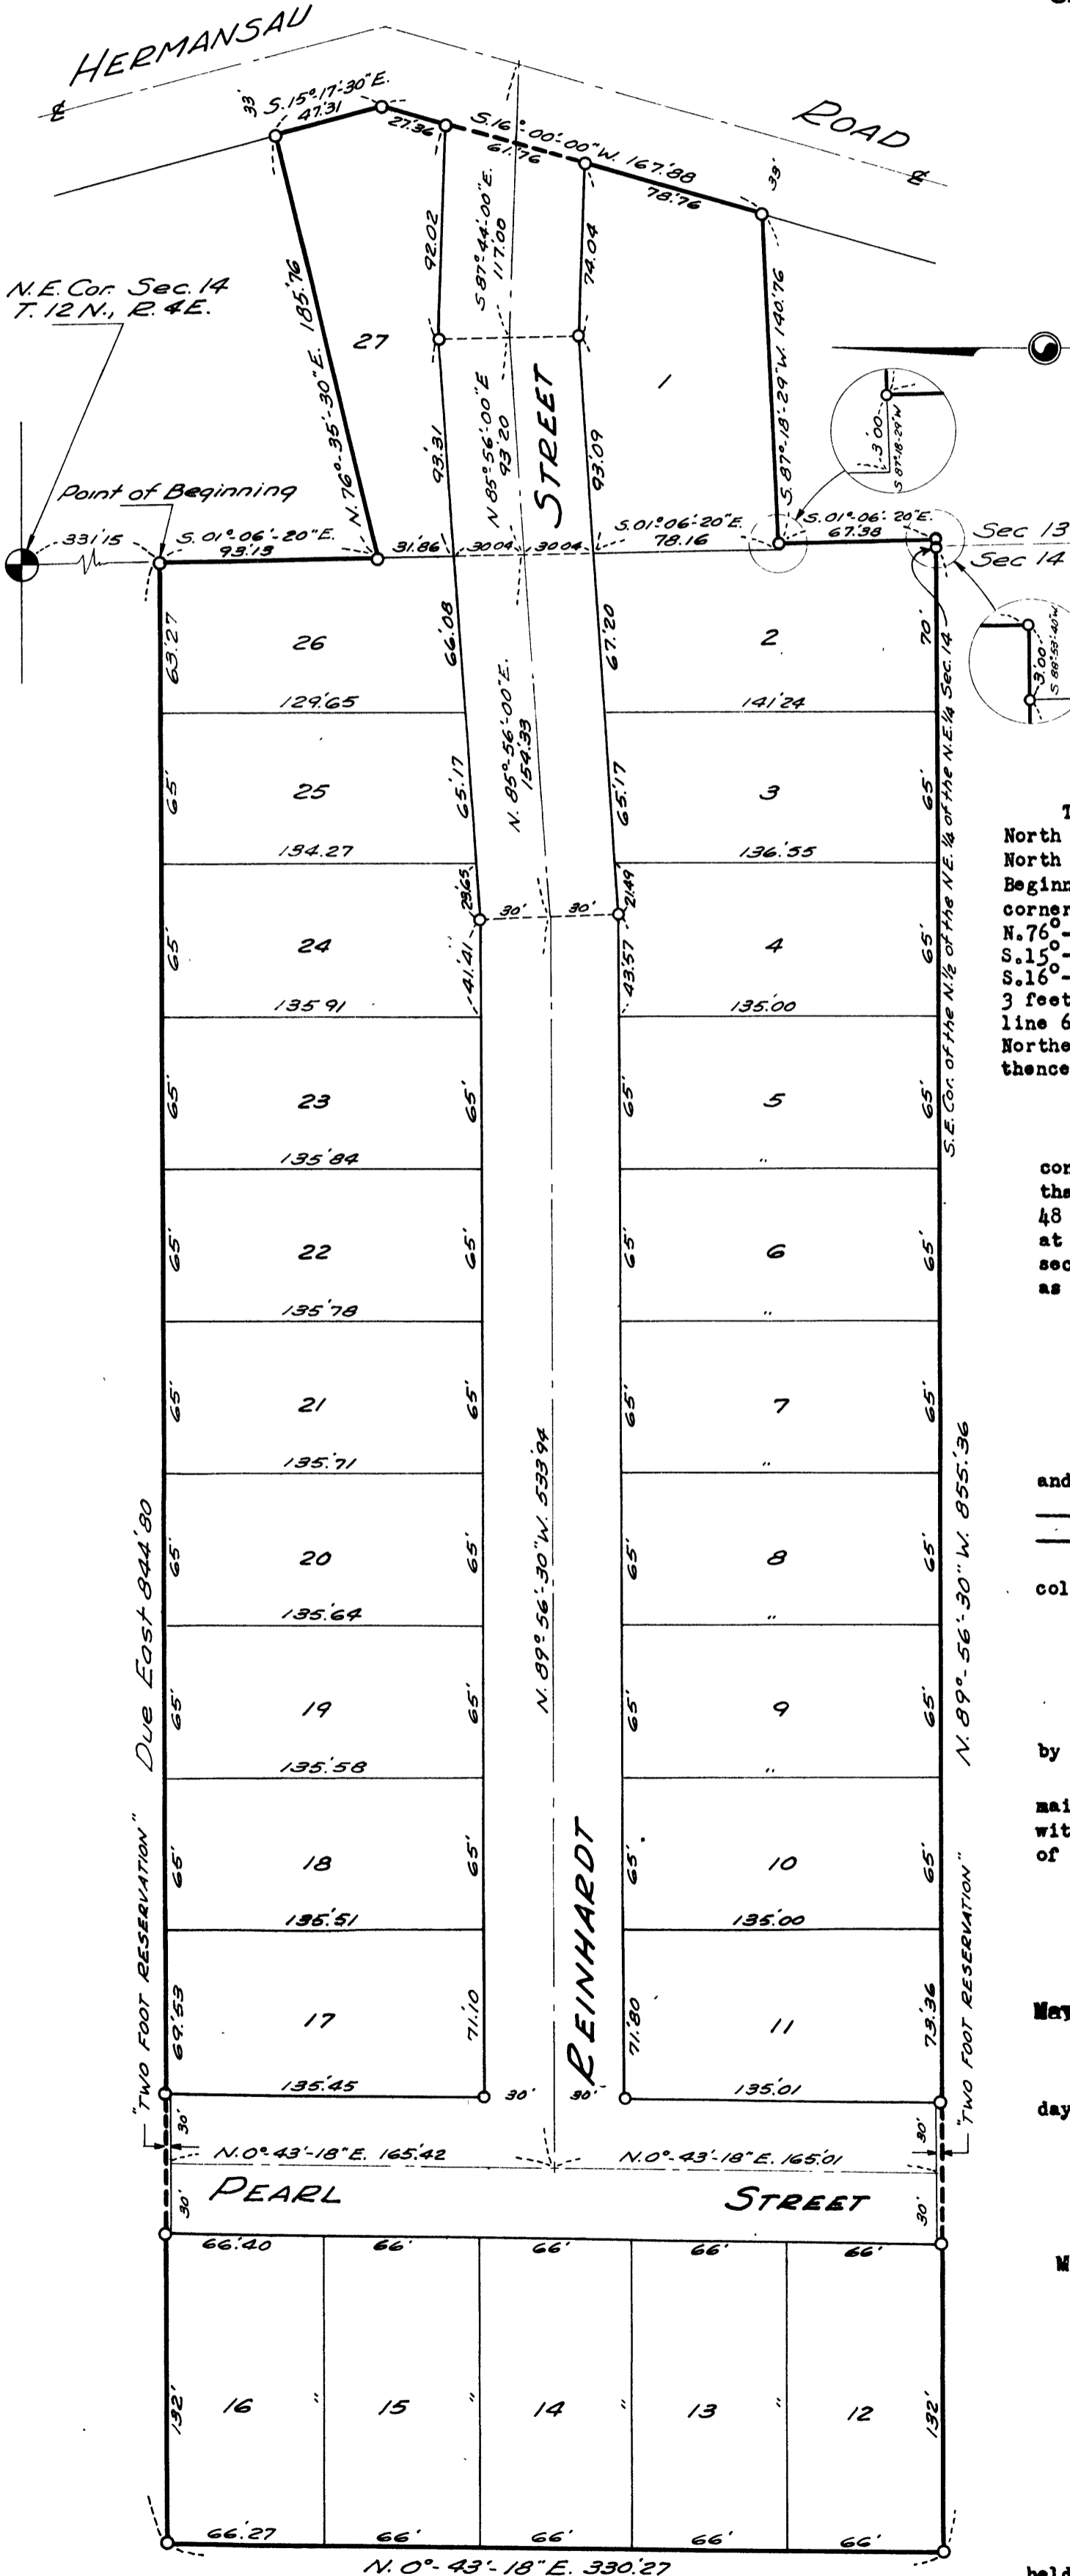 HERMANSAU
ROAD
℄
℄
33'
S. 15°-17'-30"E.
47.31
27.36
S. 16°-00'-00"W. 167.88
61.76
78.76
33'
N.E. Cor. Sec. 14
T. 12 N., R. 4 E.
92.02
S 87°-44'-00"E.
117.00
74.04
N. 76°-35'-30"E. 185.76
27
1
S. 87°-18'-29"W. 140.76
93.31
N 85°-56'-00"E
93.20
STREET
93.09
3.00
S 87°-18'-29"W
Point of Beginning
331.15
S. 01°-06'-20"E.
93.13
31.86
30.04
30.04
S. 01°-06'-20"E.
78.16
S. 01°-06'-20"E.
67.38
Sec 13
Sec 14
63.27
26
129.65
66.08
67.20
2
141.24
70'
3.00
S 88°-53'-40"W
S.E. Cor. of the N.½ of the N.E. ¼ of the N.E. ¼ Sec. 14
N. 85°-56'-00"E.
154.33
65'
25
134.27
65.17
65.17
3
136.55
65'
T
North
North
Beginn
corner
N.76°-
S.15°-
S.16°-
3 feet
line 6
Northe
thence
23.65
30'
30'
21.49
65'
24
135.91
41.41
43.57
4
135.00
65'
65'
23
135.84
65'
65'
5
"
65'
con
tha
48
at
sec
as
65'
22
135.78
65'
65'
6
"
65'
65'
21
135.71
65'
65'
7
"
65'
and
Due East 844.80
N. 89°-56'-30"W. 533.94
N. 89°-56'-30"W. 855.36
65'
20
135.64
65'
65'
8
"
65'
col
65'
19
135.58
65'
65'
9
"
65'
by
mai
wit
of
65'
18
135.51
65'
65'
10
135.00
65'
"TWO FOOT RESERVATION"
REINHARDT
"TWO FOOT RESERVATION"
69.53
17
135.45
71.10
71.80
11
135.01
73.36
May
30'
30'
day
30'
N. 0°-43'-18"E. 165.42
N. 0°-43'-18"E. 165.01
30'
30'
PEARL
STREET
30'
66.40
66'
66'
66'
66'
M
132'
16
"
15
"
14
"
13
"
12
132'
66.27
66'
66'
66'
66'
N. 0°-43'-18"E. 330.27
held